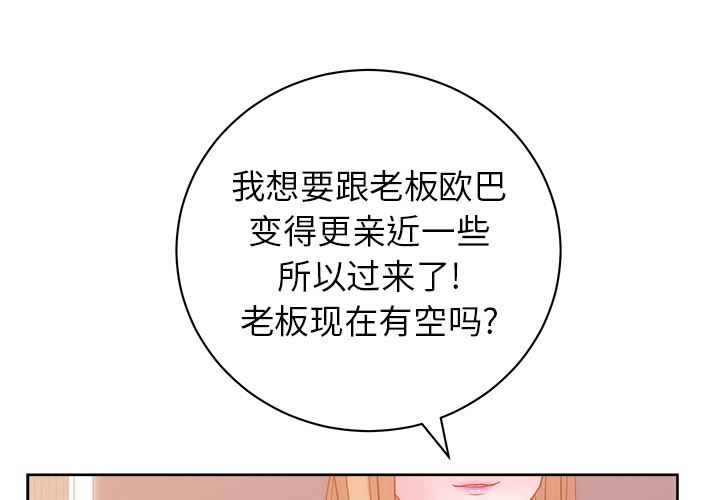 我想要跟老板欧巴
变得更亲近一些
所以过来了!
老板现在有空吗?